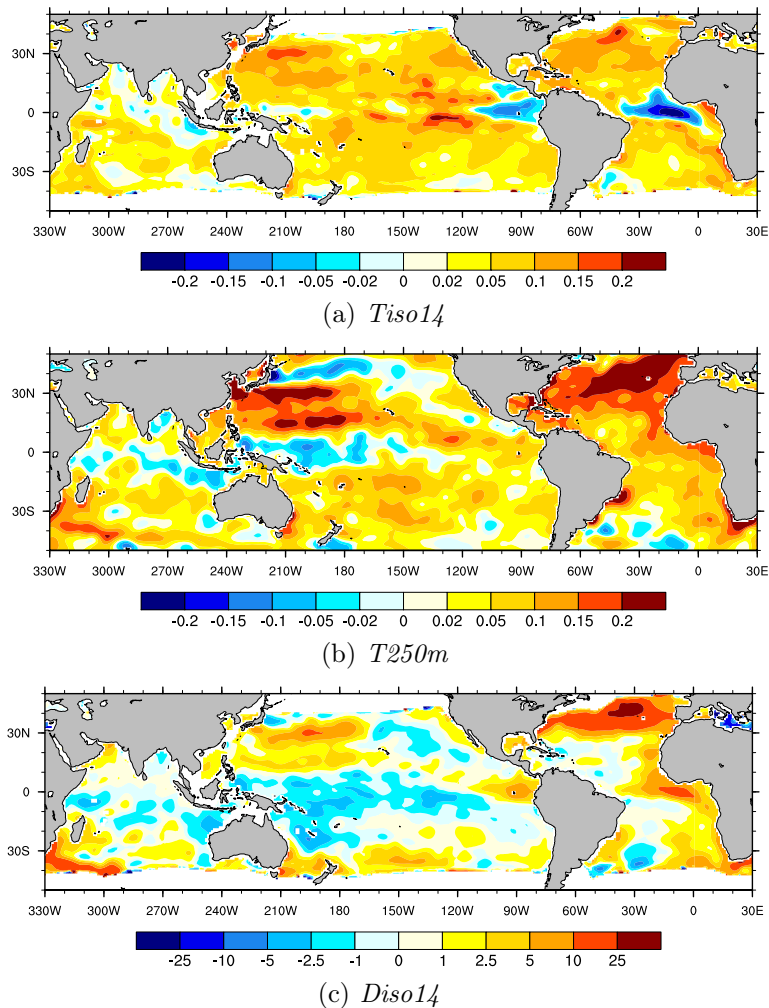 30N
0
30S
330W 300W 270W 240W 210W 180 150W 120W 90W 60W 30W 0 30E
-0.2 -0.15 -0.1 -0.05 -0.02 0 0.02 0.05 0.1 0.15 0.2
(a) Tiso14
30N
0
30S
330W 300W 270W 240W 210W 180 150W 120W 90W 60W 30W 0 30E
-0.2 -0.15 -0.1 -0.05 -0.02 0 0.02 0.05 0.1 0.15 0.2
(b) T250m
30N
0
30S
330W 300W 270W 240W 210W 180 150W 120W 90W 60W 30W 0 30E
-25 -10 -5 -2.5 -1 0 1 2.5 5 10 25
(c) Diso14